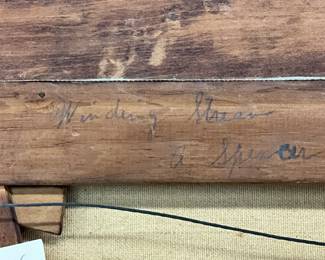 Winding Stream
A Spencer